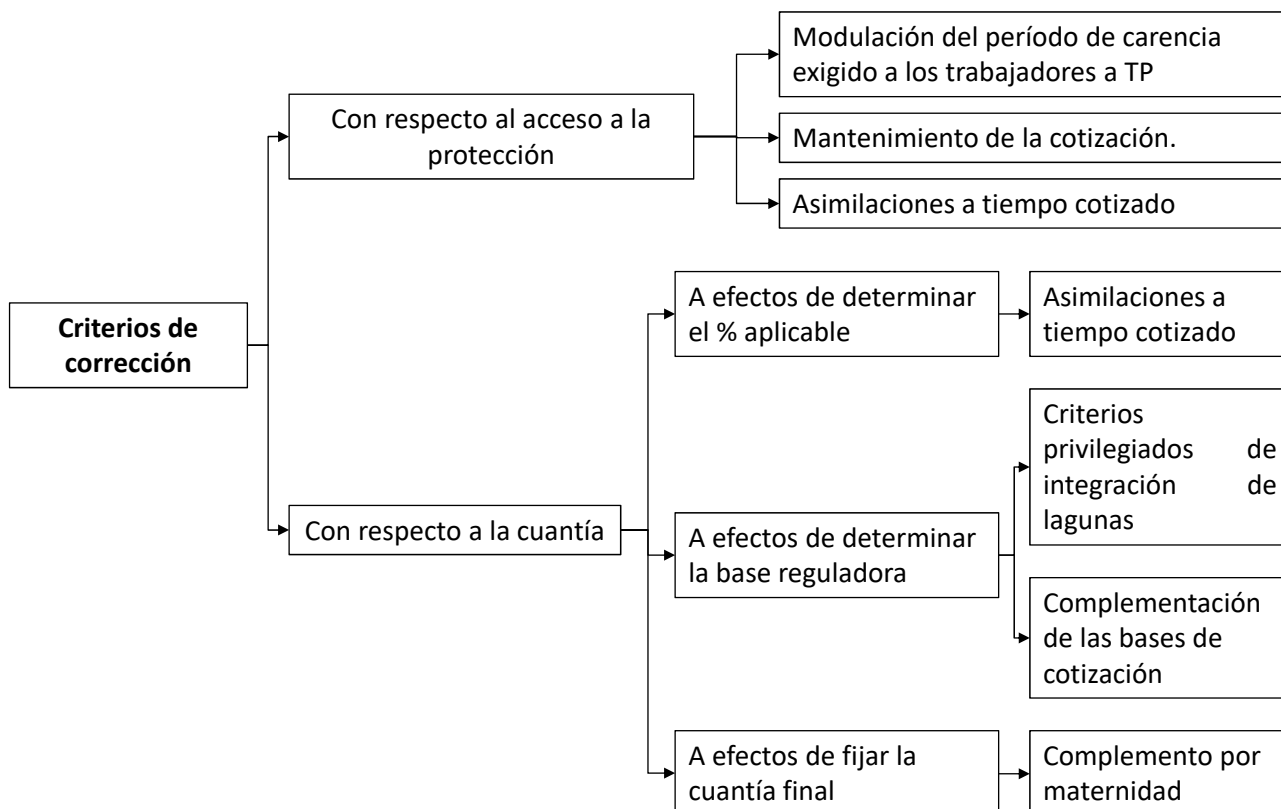 Modulación del período de carencia
exigido a los trabajadores a TP
Con respecto al acceso a la
protección
Mantenimiento de la cotización.
Asimilaciones a tiempo cotizado
Criterios de
corrección
A efectos de determinar
el % aplicable
Asimilaciones a
tiempo cotizado
Con respecto a la cuantía
A efectos de determinar
la base reguladora
Criterios
privilegiados de
integración de
lagunas
Complementación
de las bases de
cotización
A efectos de fijar la
cuantía final
Complemento por
maternidad